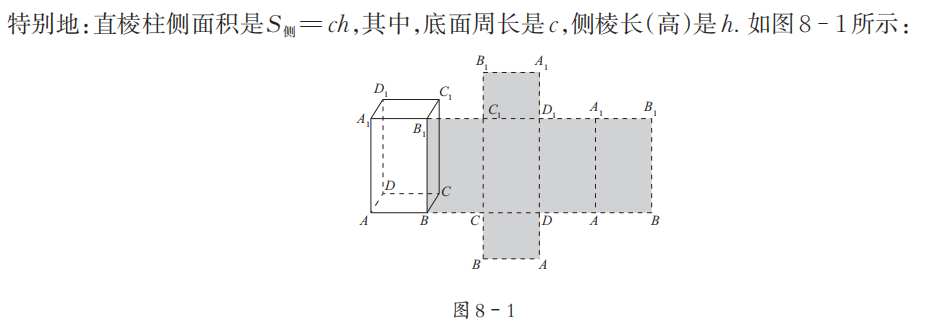 特别地:直棱柱侧面积是S侧=ch,其中,底面周长是c,侧棱长(高)是h. 如图8-1所示:
B₁ A₁
D₁ C₁
A₁ B₁ C₁ D₁ A₁ B₁
D C
A B C D A B
B A
图8-1